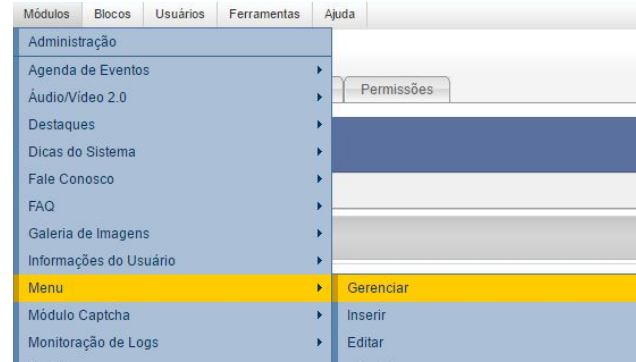 Módulos Blocos Usuários Ferramentas Ajuda
Administração
Agenda de Eventos
Permissões
Áudio/Vídeo 2.0
Destaques
Dicas do Sistema
Fale Conosco
FAQ
Galeria de Imagens
Informações do Usuário
Menu Gerenciar
Módulo Captcha Inserir
Monitoração de Logs Editar